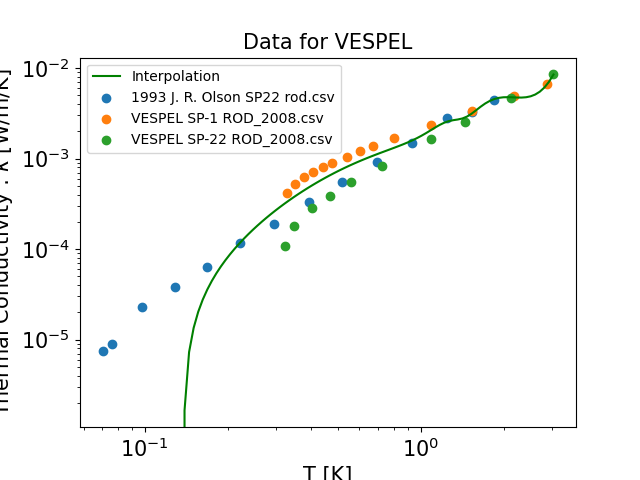 Data for VESPEL
Interpolation
1993 J. R. Olson SP22 rod.csv
VESPEL SP-1 ROD_2008.csv
VESPEL SP-22 ROD_2008.csv
Thermal Conductivity : k [W/m/K]
10⁻²
10⁻³
10⁻⁴
10⁻⁵
10⁻¹
10⁰
T [K]